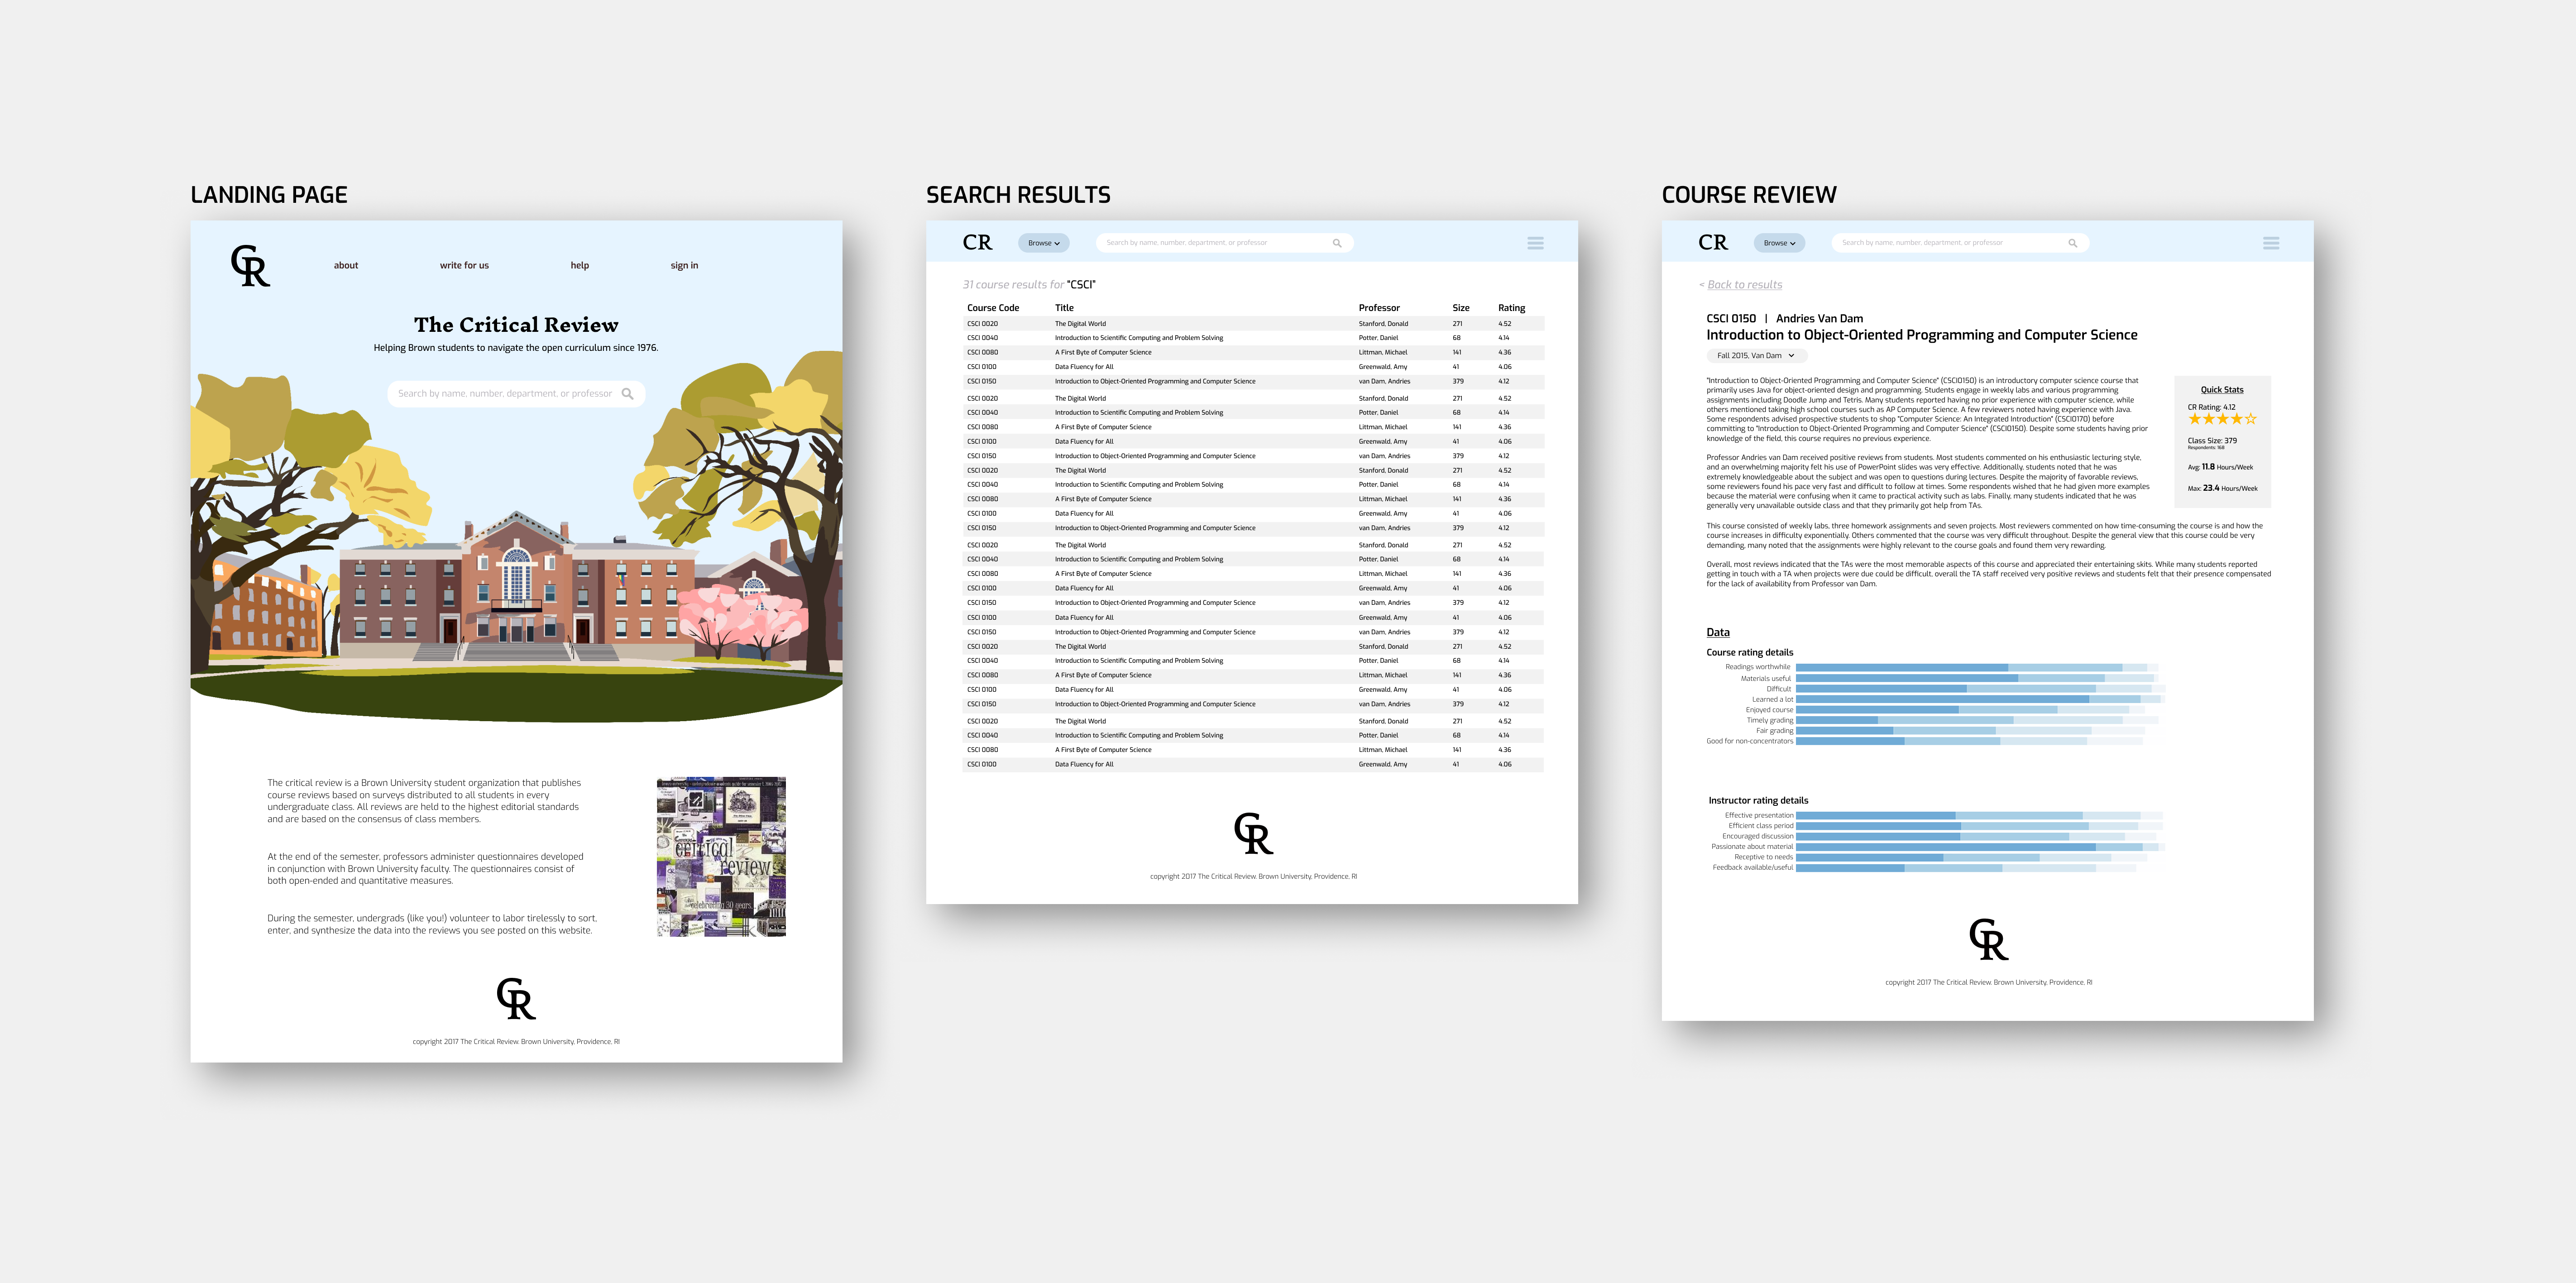 LANDING PAGE
CR
about write for us help sign in
The Critical Review
Helping Brown students to navigate the open curriculum since 1976.
Search by name, number, department, or professor
The critical review is a Brown University student organization that publishes
course reviews based on surveys distributed to all students in every
undergraduate class. All reviews are held to the highest editorial standards
and are based on the consensus of class members.
At the end of the semester, professors administer questionnaires developed
in conjunction with Brown University faculty. The questionnaires consist of
both open-ended and quantitative measures.
During the semester, undergrads (like you!) volunteer to labor tirelessly to sort,
enter, and synthesize the data into the reviews you see posted on this website.
critical
review
celebrating 30 years
CR
copyright 2017 The Critical Review. Brown University, Providence, RI
SEARCH RESULTS
CR Browse Search by name, number, department, or professor
31 course results for "CSCI"
Course Code Title Professor Size Rating
CSCI 0020 The Digital World Stanford, Donald 271 4.52
CSCI 0040 Introduction to Scientific Computing and Problem Solving Potter, Daniel 68 4.14
CSCI 0080 A First Byte of Computer Science Littman, Michael 141 4.36
CSCI 0100 Data Fluency for All Greenwald, Amy 41 4.06
CSCI 0150 Introduction to Object-Oriented Programming and Computer Science van Dam, Andries 379 4.12
CSCI 0020 The Digital World Stanford, Donald 271 4.52
CSCI 0040 Introduction to Scientific Computing and Problem Solving Potter, Daniel 68 4.14
CSCI 0080 A First Byte of Computer Science Littman, Michael 141 4.36
CSCI 0100 Data Fluency for All Greenwald, Amy 41 4.06
CSCI 0150 Introduction to Object-Oriented Programming and Computer Science van Dam, Andries 379 4.12
CSCI 0020 The Digital World Stanford, Donald 271 4.52
CSCI 0040 Introduction to Scientific Computing and Problem Solving Potter, Daniel 68 4.14
CSCI 0080 A First Byte of Computer Science Littman, Michael 141 4.36
CSCI 0100 Data Fluency for All Greenwald, Amy 41 4.06
CSCI 0150 Introduction to Object-Oriented Programming and Computer Science van Dam, Andries 379 4.12
CSCI 0020 The Digital World Stanford, Donald 271 4.52
CSCI 0040 Introduction to Scientific Computing and Problem Solving Potter, Daniel 68 4.14
CSCI 0080 A First Byte of Computer Science Littman, Michael 141 4.36
CSCI 0100 Data Fluency for All Greenwald, Amy 41 4.06
CSCI 0150 Introduction to Object-Oriented Programming and Computer Science van Dam, Andries 379 4.12
CSCI 0100 Data Fluency for All Greenwald, Amy 41 4.06
CSCI 0150 Introduction to Object-Oriented Programming and Computer Science van Dam, Andries 379 4.12
CSCI 0020 The Digital World Stanford, Donald 271 4.52
CSCI 0040 Introduction to Scientific Computing and Problem Solving Potter, Daniel 68 4.14
CSCI 0080 A First Byte of Computer Science Littman, Michael 141 4.36
CSCI 0100 Data Fluency for All Greenwald, Amy 41 4.06
CSCI 0150 Introduction to Object-Oriented Programming and Computer Science van Dam, Andries 379 4.12
CSCI 0020 The Digital World Stanford, Donald 271 4.52
CSCI 0040 Introduction to Scientific Computing and Problem Solving Potter, Daniel 68 4.14
CSCI 0080 A First Byte of Computer Science Littman, Michael 141 4.36
CSCI 0100 Data Fluency for All Greenwald, Amy 41 4.06
CR
copyright 2017 The Critical Review. Brown University, Providence, RI
COURSE REVIEW
CR Browse Search by name, number, department, or professor
< Back to results
CSCI 0150 | Andries Van Dam
Introduction to Object-Oriented Programming and Computer Science
Fall 2015, Van Dam
"Introduction to Object-Oriented Programming and Computer Science" (CSCI0150) is an introductory computer science course that
primarily uses Java for object-oriented design and programming. Students engage in weekly labs and various programming
assignments including Doodle Jump and Tetris. Many students reported having no prior experience with computer science, while
others mentioned taking high school courses such as AP Computer Science. A few reviewers noted having experience with Java.
Some respondents advised prospective students to shop "Computer Science: An Integrated Introduction" (CSCI0170) before
committing to "Introduction to Object-Oriented Programming and Computer Science" (CSCI0150). Despite some students having prior
knowledge of the field, this course requires no previous experience.
Professor Andries van Dam received positive reviews from students. Most students commented on his enthusiastic lecturing style,
and an overwhelming majority felt his use of PowerPoint slides was very effective. Additionally, students noted that he was
extremely knowledgeable about the subject and was open to questions during lectures. Despite the majority of favorable reviews,
some reviewers found his pace very fast and difficult to follow at times. Some respondents wished that he had given more examples
because the material were confusing when it came to practical activity such as labs. Finally, many students indicated that he was
generally very unavailable outside class and that they primarily got help from TAs.
Quick Stats
CR Rating: 4.12
Class Size: 379
Respondents: 168
Avg: 11.8 Hours/Week
Max: 23.4 Hours/Week
This course consisted of weekly labs, three homework assignments and seven projects. Most reviewers commented on how time-consuming the course is and how the
course increases in difficulty exponentially. Others commented that the course was very difficult throughout. Despite the general view that this course could be very
demanding, many noted that the assignments were highly relevant to the course goals and found them very rewarding.
Overall, most reviews indicated that the TAs were the most memorable aspects of this course and appreciated their entertaining skits. While many students reported
getting in touch with a TA when projects were due could be difficult, overall the TA staff received very positive reviews and students felt that their presence compensated
for the lack of availability from Professor van Dam.
Data
Course rating details
Readings worthwhile
Materials useful
Difficult
Learned a lot
Enjoyed course
Timely grading
Fair grading
Good for non-concentrators
Instructor rating details
Effective presentation
Efficient class period
Encouraged discussion
Passionate about material
Receptive to needs
Feedback available/useful
CR
copyright 2017 The Critical Review. Brown University, Providence, RI